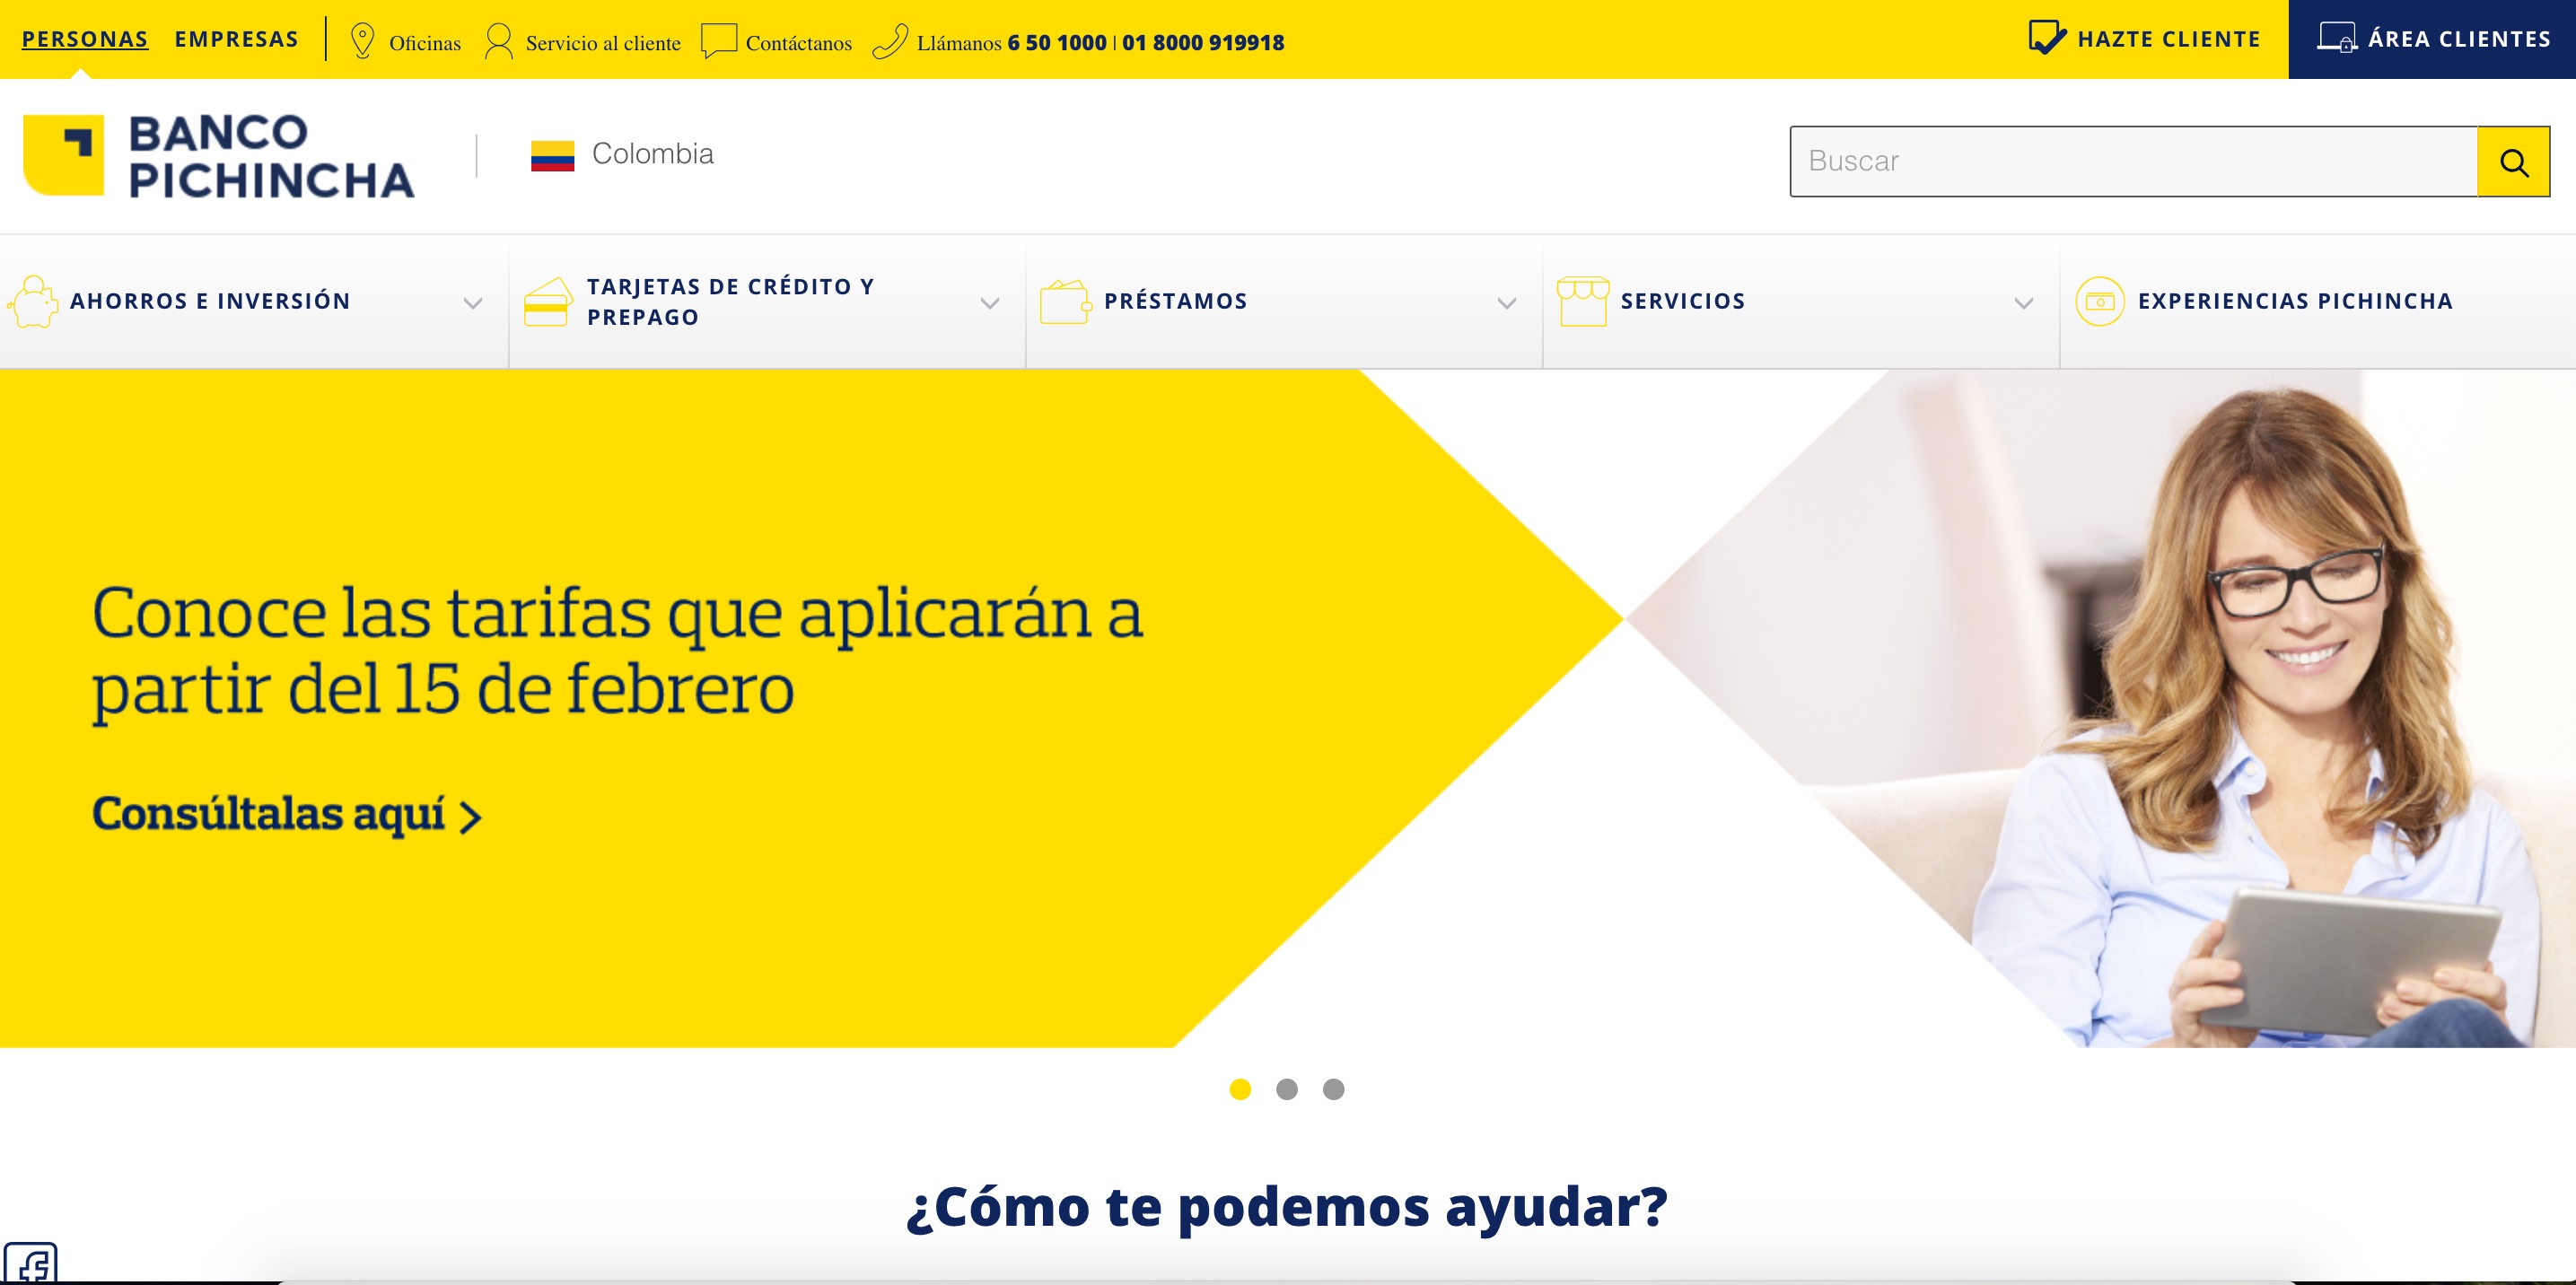 PERSONAS EMPRESAS Oficinas Servicio al cliente Contáctanos Llámanos 6 50 1000 | 01 8000 919918 HAZTE CLIENTE ÁREA CLIENTES
BANCO
PICHINCHA
Colombia
Buscar
AHORROS E INVERSIÓN
TARJETAS DE CRÉDITO Y
PREPAGO
PRÉSTAMOS
SERVICIOS
EXPERIENCIAS PICHINCHA
Conoce las tarifas que aplicarán a
partir del 15 de febrero
Consúltalas aquí >
¿Cómo te podemos ayudar?